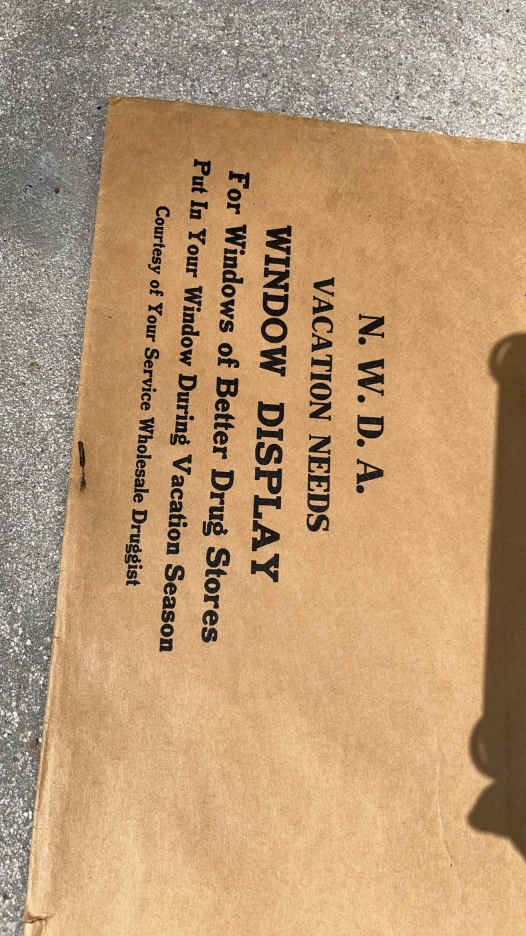 N. W. D. A.
VACATION NEEDS
WINDOW DISPLAY
For Windows of Better Drug Stores
Put In Your Window During Vacation Season
Courtesy of Your Service Wholesale Druggist